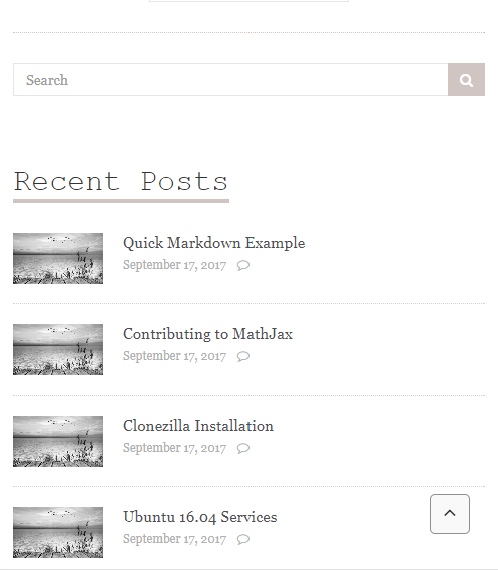 Search
Recent Posts
Quick Markdown Example
September 17, 2017
Contributing to MathJax
September 17, 2017
Clonezilla Installation
September 17, 2017
Ubuntu 16.04 Services
September 17, 2017